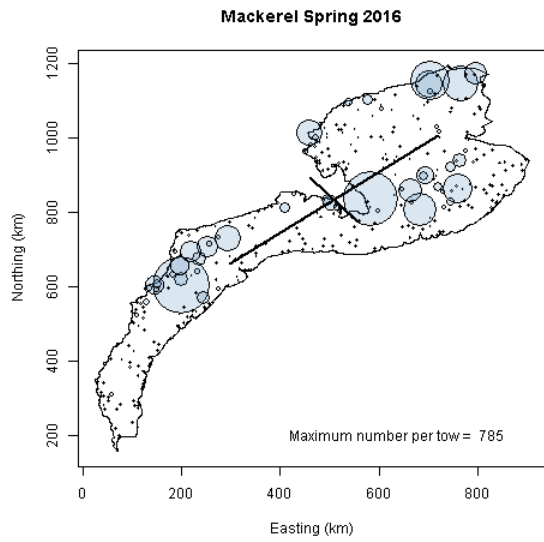 Mackerel Spring 2016
1200
1000
800
600
400
200
Northing (km)
Maximum number per tow = 785
0 200 400 600 800
Easting (km)